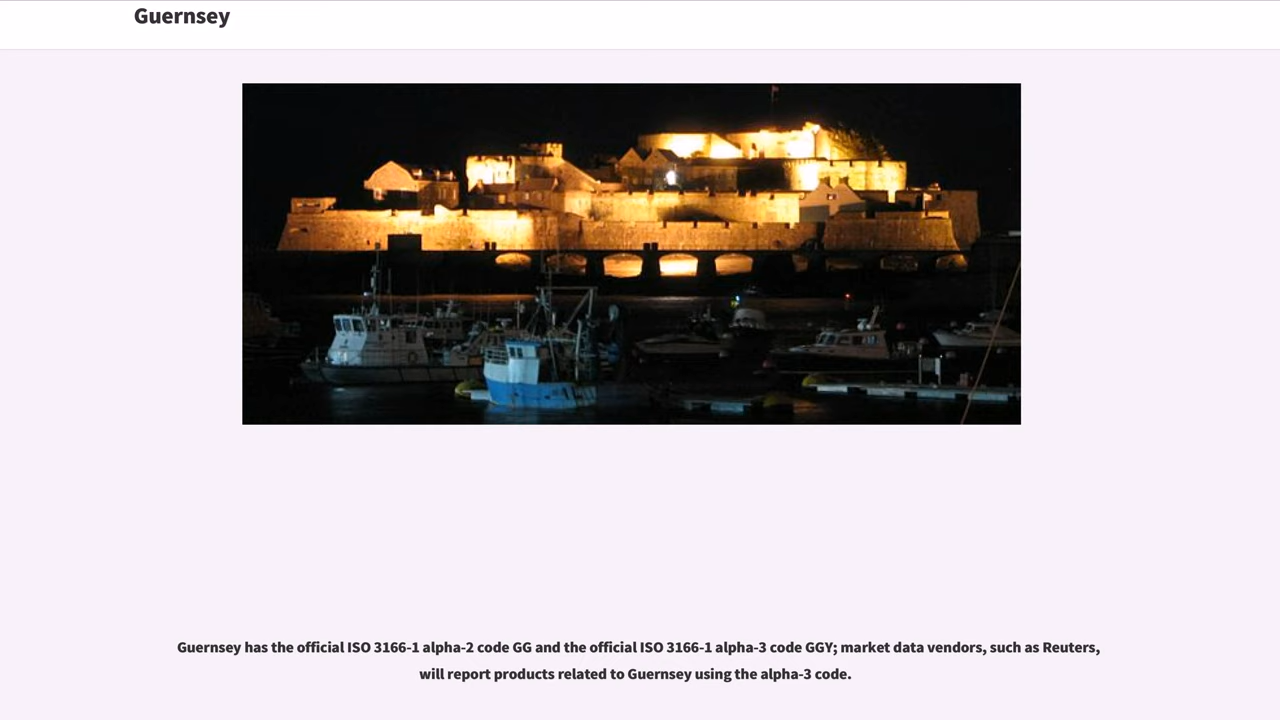 Guernsey
Guernsey has the official ISO 3166-1 alpha-2 code GG and the official ISO 3166-1 alpha-3 code GGY; market data vendors, such as Reuters,
will report products related to Guernsey using the alpha-3 code.